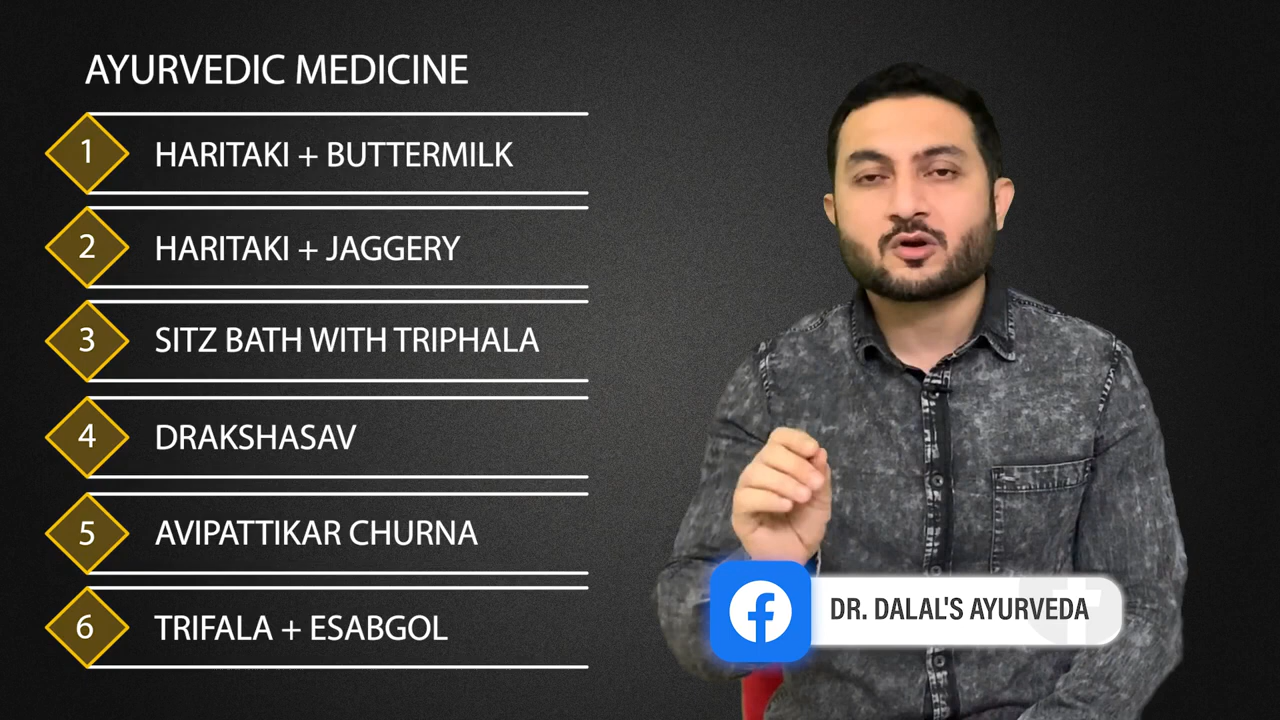 AYURVEDIC MEDICINE
1 HARITAKI + BUTTERMILK
2 HARITAKI + JAGGERY
3 SITZ BATH WITH TRIPHALA
4 DRAKSHASAV
5 AVIPATTIKAR CHURNA
6 TRIFALA + ESABGOL
DR. DALAL'S AYURVEDA